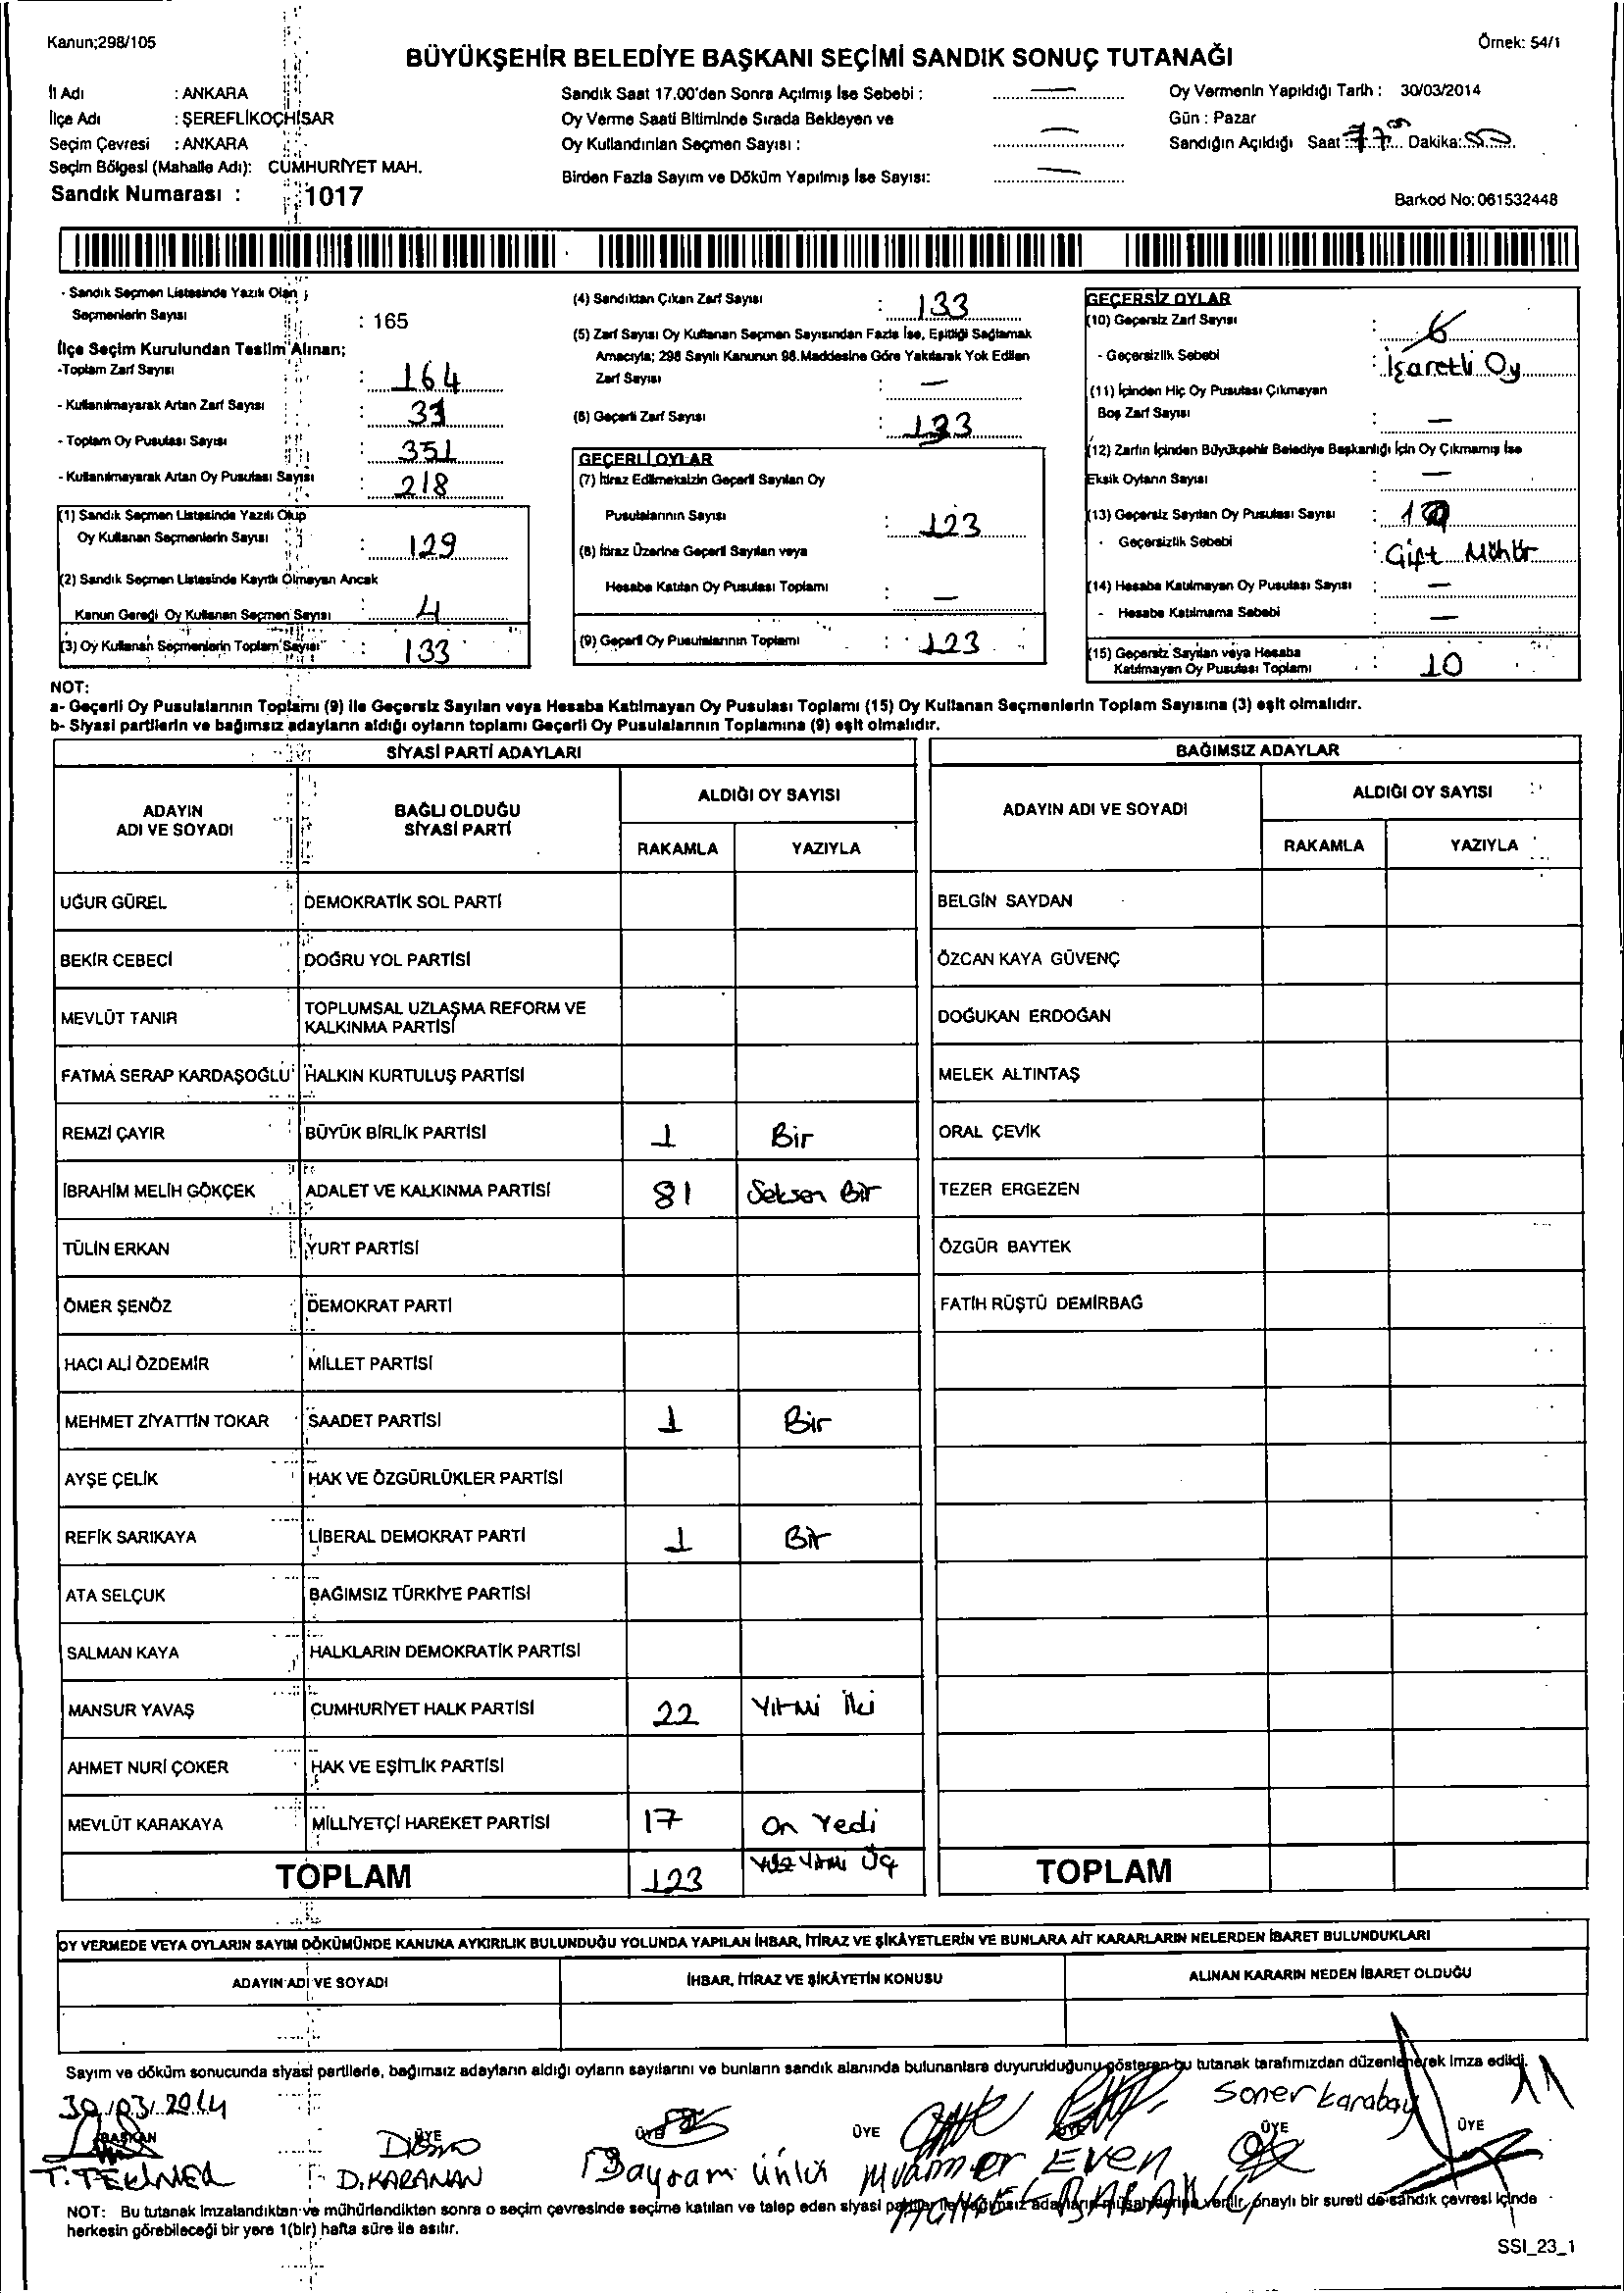 Kanun;298/105
Örnek: 54/1
BÜYÜKŞEHİR BELEDİYE BAŞKANI SEÇİMİ SANDIK SONUÇ TUTANAĞI
İl Adı : ANKARA
İlçe Adı : ŞEREFLİKOÇHİSAR
Seçim Çevresi : ANKARA
Seçim Bölgesi (Mahalle Adı): CUMHURİYET MAH.
Sandık Numarası : 1017
Sandık Saat 17.00'den Sonra Açılmış İse Sebebi : —
Oy Verme Saati Bitiminde Sırada Bekleyen ve
Oy Kullandırılan Seçmen Sayısı : —
Birden Fazla Sayım ve Döküm Yapılmış İse Sayısı: —
Oy Vermenin Yapıldığı Tarih : 30/03/2014
Gün : Pazar
Sandığın Açıldığı Saat Dakika:
Barkod No: 061532448
- Sandık Seçmen Listesinde Yazılı Olan
Seçmenlerin Sayısı : 165
İlçe Seçim Kurulundan Teslim Alınan;
-Toplam Zarf Sayısı : 164
- Kullanılmayarak Artan Zarf Sayısı : 31
- Toplam Oy Pusulası Sayısı : 351
- Kullanılmayarak Artan Oy Pusulası Sayısı : 218
(1) Sandık Seçmen Listesinde Yazılı Olup
Oy Kullanan Seçmenlerin Sayısı : 129
(2) Sandık Seçmen Listesinde Kayıtlı Olmayan Ancak
Kanun Gereği Oy Kullanan Seçmen Sayısı : 4
(3) Oy Kullanan Seçmenlerin Toplam Sayısı : 133
(4) Sandıktan Çıkan Zarf Sayısı : 133
(5) Zarf Sayısı Oy Kullanan Seçmen Sayısından Fazla İse, Eşitliği Sağlamak
Amacıyla; 298 Sayılı Kanunun 98.Maddesine Göre Yakılarak Yok Edilen
Zarf Sayısı : —
(6) Geçerli Zarf Sayısı : 133
GEÇERLİ OYLAR
(7) İtiraz Edilmeksizin Geçerli Sayılan Oy
Pusulalarının Sayısı : 123
(8) İtiraz Üzerine Geçerli Sayılan veya
Hesaba Katılan Oy Pusulası Toplamı : —
(9) Geçerli Oy Pusulalarının Toplamı : 123
GEÇERSİZ OYLAR
(10) Geçersiz Zarf Sayısı : 6
- Geçersizlik Sebebi : İşaretli Oy
(11) İçinden Hiç Oy Pusulası Çıkmayan
Boş Zarf Sayısı : —
(12) Zarfın İçinden Büyükşehir Belediye Başkanlığı İçin Oy Çıkmamış İse
Eksik Oyların Sayısı : —
(13) Geçersiz Sayılan Oy Pusulası Sayısı :
- Geçersizlik Sebebi : Çift Mühür
(14) Hesaba Katılmayan Oy Pusulası Sayısı : —
- Hesaba Katılmama Sebebi : —
(15) Geçersiz Sayılan veya Hesaba
Katılmayan Oy Pusulası Toplamı : 10
NOT:
a- Geçerli Oy Pusulalarının Toplamı (9) ile Geçersiz Sayılan veya Hesaba Katılmayan Oy Pusulası Toplamı (15) Oy Kullanan Seçmenlerin Toplam Sayısına (3) eşit olmalıdır.
b- Siyasi partilerin ve bağımsız adayların aldığı oyların toplamı Geçerli Oy Pusulalarının Toplamına (9) eşit olmalıdır.
SİYASİ PARTİ ADAYLARI
ADAYIN ADI VE SOYADI
BAĞLI OLDUĞU SİYASİ PARTİ
ALDIĞI OY SAYISI
RAKAMLA YAZIYLA
UĞUR GÜREL DEMOKRATİK SOL PARTİ
BEKİR CEBECİ DOĞRU YOL PARTİSİ
MEVLÜT TANIR TOPLUMSAL UZLAŞMA REFORM VE
KALKINMA PARTİSİ
FATMA SERAP KARDAŞOĞLU HALKIN KURTULUŞ PARTİSİ
REMZİ ÇAYIR BÜYÜK BİRLİK PARTİSİ 1 Bir
İBRAHİM MELİH GÖKÇEK ADALET VE KALKINMA PARTİSİ 81 Seksen Bir
TÜLİN ERKAN YURT PARTİSİ
ÖMER ŞENÖZ DEMOKRAT PARTİ
HACI ALİ ÖZDEMİR MİLLET PARTİSİ
MEHMET ZİYATTİN TOKAR SAADET PARTİSİ 1 Bir
AYŞE ÇELİK HAK VE ÖZGÜRLÜKLER PARTİSİ
REFİK SARIKAYA LİBERAL DEMOKRAT PARTİ 1 Bir
ATA SELÇUK BAĞIMSIZ TÜRKİYE PARTİSİ
SALMAN KAYA HALKLARIN DEMOKRATİK PARTİSİ
MANSUR YAVAŞ CUMHURİYET HALK PARTİSİ 22 Yirmi İki
AHMET NURİ ÇOKER HAK VE EŞİTLİK PARTİSİ
MEVLÜT KARAKAYA MİLLİYETÇİ HAREKET PARTİSİ 17 On Yedi
TOPLAM 123 Yüz Yirmi Üç
BAĞIMSIZ ADAYLAR
ADAYIN ADI VE SOYADI
ALDIĞI OY SAYISI
RAKAMLA YAZIYLA
BELGİN SAYDAN
ÖZCAN KAYA GÜVENÇ
DOĞUKAN ERDOĞAN
MELEK ALTINTAŞ
ORAL ÇEVİK
TEZER ERGEZEN
ÖZGÜR BAYTEK
FATİH RÜŞTÜ DEMİRBAĞ
TOPLAM
OY VERMEDE VEYA OYLARIN SAYIM DÖKÜMÜNDE KANUNA AYKIRILIK BULUNDUĞU YOLUNDA YAPILAN İHBAR, İTİRAZ VE ŞİKÂYETLERİN VE BUNLARA AİT KARARLARIN NELERDEN İBARET BULUNDUKLARI
ADAYIN ADI VE SOYADI İHBAR, İTİRAZ VE ŞİKÂYETİN KONUSU ALINAN KARARIN NEDEN İBARET OLDUĞU
Sayım ve döküm sonucunda siyasi partilerle, bağımsız adayların aldığı oyların sayılarını ve bunların sandık alanında bulunanlara duyurulduğunu gösteren bu tutanak tarafımızdan düzenlenerek imza edildi.
30/03/2014
Soner Karabay
BAŞKAN ÜYE ÜYE ÜYE ÜYE ÜYE ÜYE
T. TEKİNER D. KARANAN Bayram Ünlü Muammer Even
NOT: Bu tutanak imzalandıktan ve mühürlendikten sonra o seçim çevresinde seçime katılan ve talep eden siyasi partiler ile bağımsız adayların müşahitlerine verilir, onaylı bir sureti de sandık çevresi içinde
herkesin görebileceği bir yere 1(bir) hafta süre ile asılır.
SSI_23_1